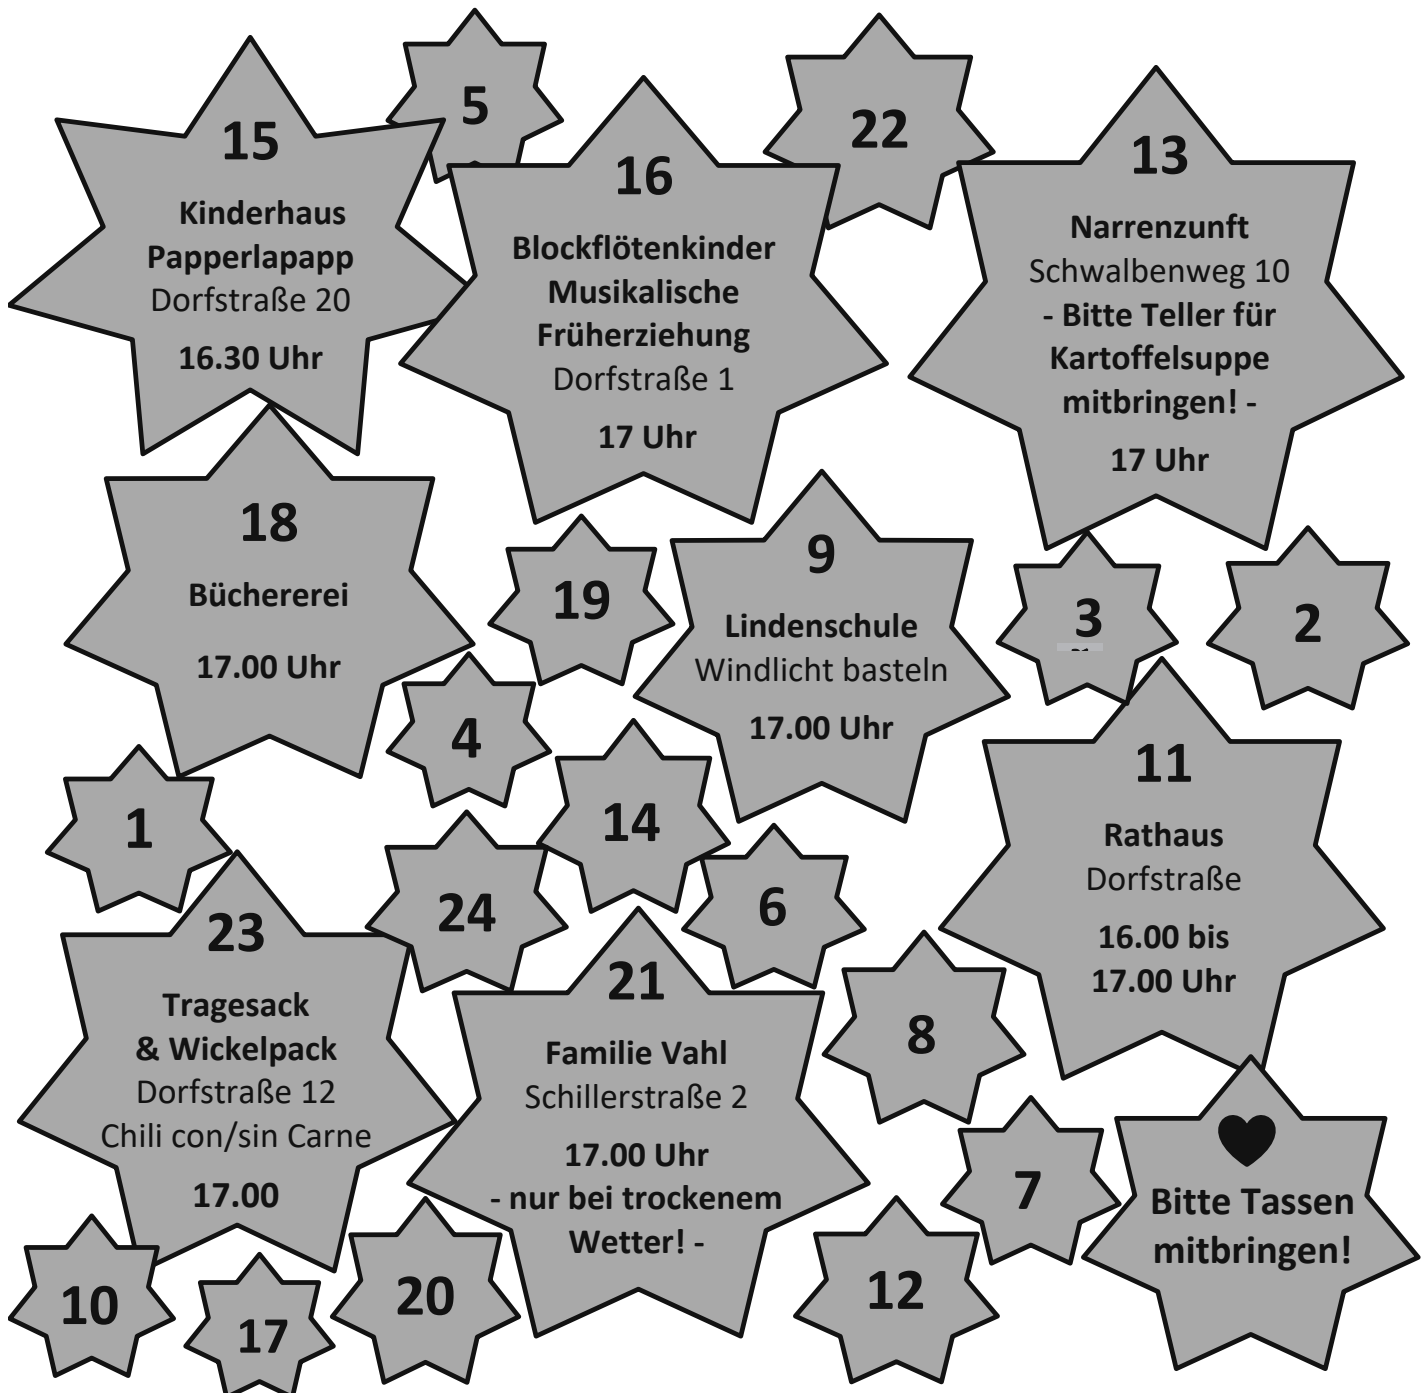 5
22
15
Kinderhaus
Papperlapapp
Dorfstraße 20
16.30 Uhr
16
Blockflötenkinder
Musikalische
Früherziehung
Dorfstraße 1
17 Uhr
13
Narrenzunft
Schwalbenweg 10
- Bitte Teller für
Kartoffelsuppe
mitbringen! -
17 Uhr
18
Büchererei
17.00 Uhr
19
9
Lindenschule
Windlicht basteln
17.00 Uhr
3
2
4
1
14
24
6
11
Rathaus
Dorfstraße
16.00 bis
17.00 Uhr
23
Tragesack
& Wickelpack
Dorfstraße 12
Chili con/sin Carne
17.00
21
Familie Vahl
Schillerstraße 2
17.00 Uhr
- nur bei trockenem
Wetter! -
8
7
Bitte Tassen
mitbringen!
10
17
20
12